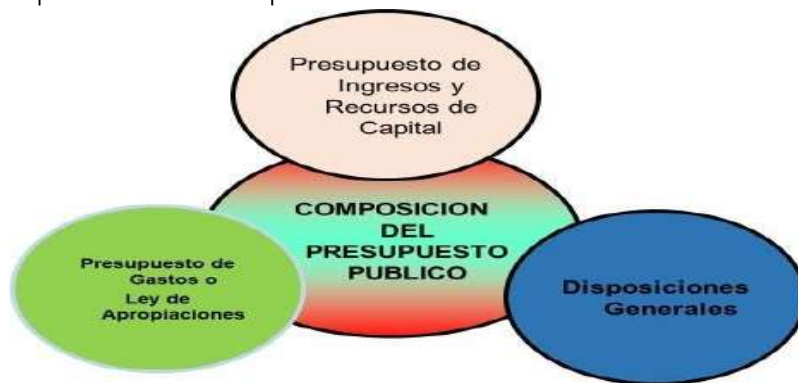 Presupuesto de
Ingresos y
Recursos de
Capital
COMPOSICION
DEL
PRESUPUESTO
PUBLICO
Presupuesto de
Gastos o
Ley de
Apropiaciones
Disposiciones
Generales